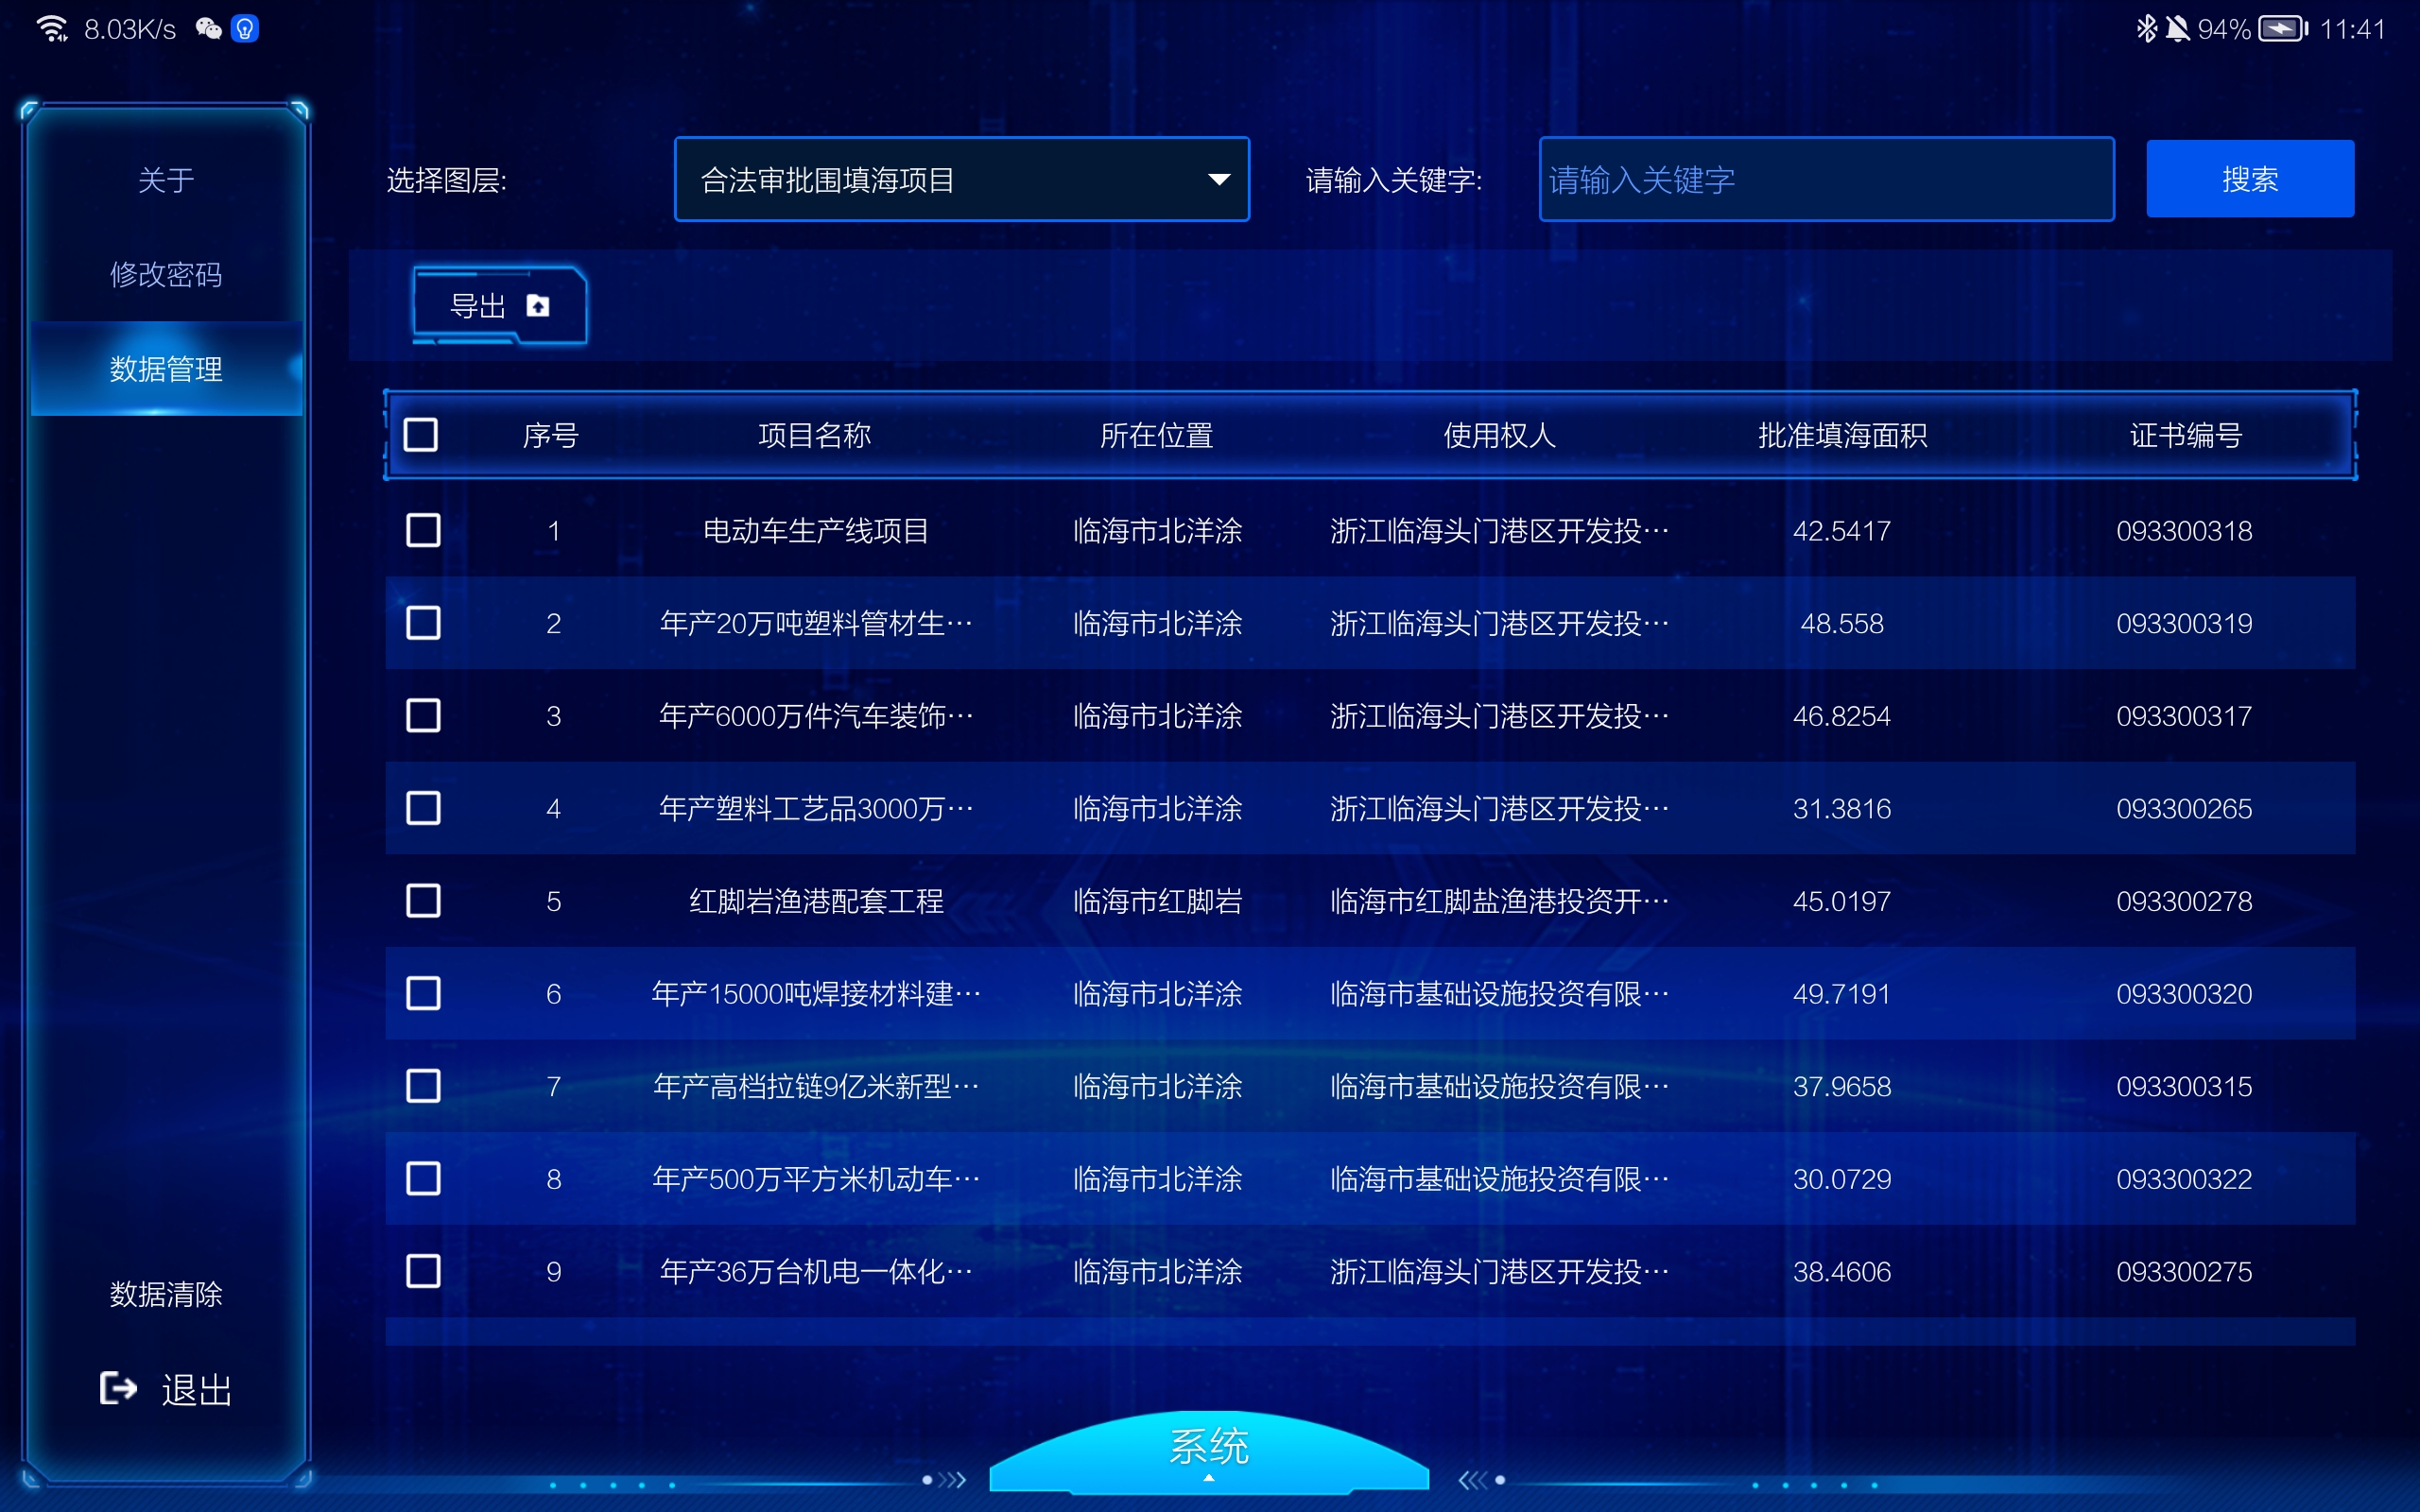 8.03K/s
94% 11:41
关于
修改密码
数据管理
数据清除
退出
选择图层: 合法审批围填海项目 请输入关键字: 请输入关键字 搜索
导出
序号 项目名称 所在位置 使用权人 批准填海面积 证书编号
1 电动车生产线项目 临海市北洋涂 浙江临海头门港区开发投… 42.5417 093300318
2 年产20万吨塑料管材生… 临海市北洋涂 浙江临海头门港区开发投… 48.558 093300319
3 年产6000万件汽车装饰… 临海市北洋涂 浙江临海头门港区开发投… 46.8254 093300317
4 年产塑料工艺品3000万… 临海市北洋涂 浙江临海头门港区开发投… 31.3816 093300265
5 红脚岩渔港配套工程 临海市红脚岩 临海市红脚盐渔港投资开… 45.0197 093300278
6 年产15000吨焊接材料建… 临海市北洋涂 临海市基础设施投资有限… 49.7191 093300320
7 年产高档拉链9亿米新型… 临海市北洋涂 临海市基础设施投资有限… 37.9658 093300315
8 年产500万平方米机动车… 临海市北洋涂 临海市基础设施投资有限… 30.0729 093300322
9 年产36万台机电一体化… 临海市北洋涂 浙江临海头门港区开发投… 38.4606 093300275
系统